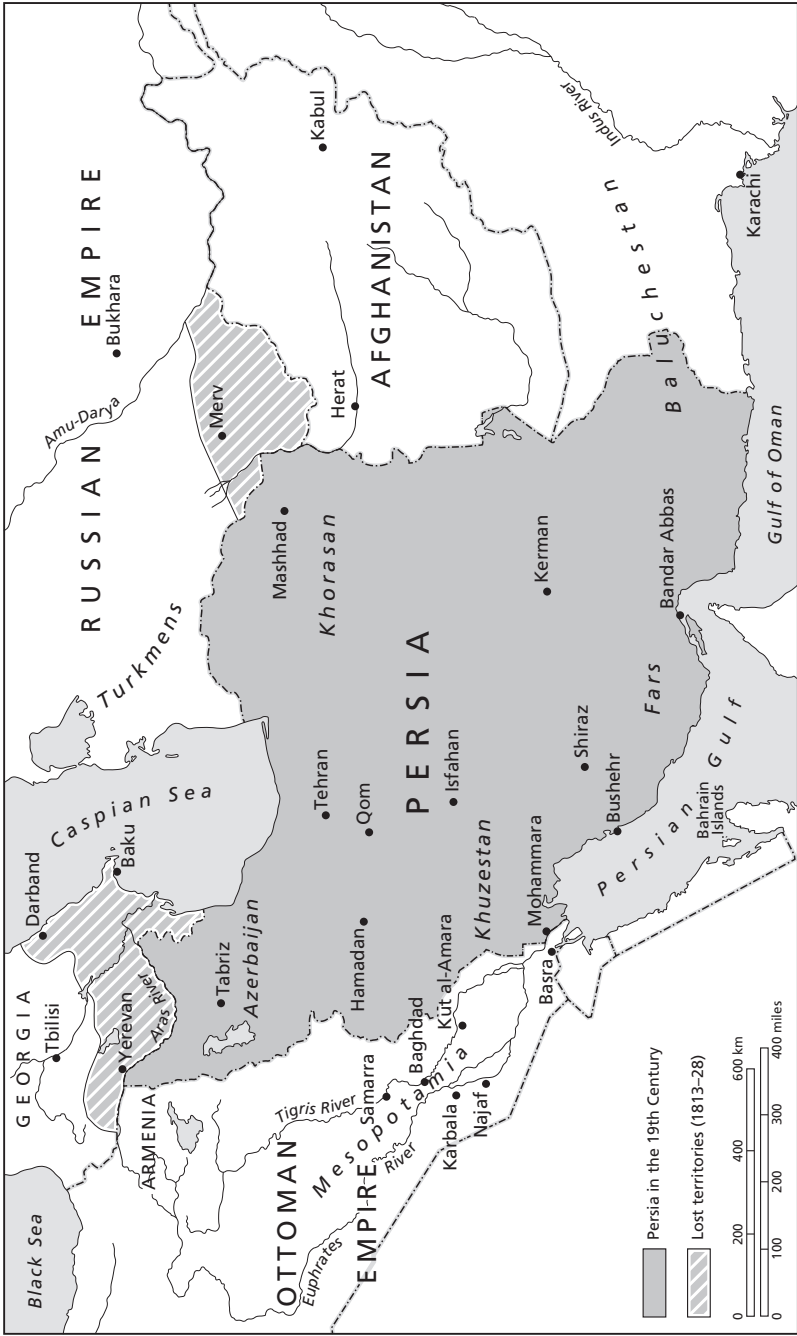 Black Sea
GEORGIA
Tbilisi
Darband
Baku
Caspian Sea
Turkmens
RUSSIAN EMPIRE
Amu-Darya
Bukhara
Yerevan
Aras River
ARMENIA
Tabriz
Azerbaijan
Merv
Mashhad
Khorasan
Herat
AFGHANISTAN
Kabul
Indus River
OTTOMAN
EMPIRE
Euphrates
River
Tigris River
Mesopotamia
Samarra
Baghdad
Karbala
Najaf
Kut al-Amara
Hamadan
Tehran
Qom
PERSIA
Isfahan
Khuzestan
Mohammara
Basra
Kerman
Shiraz
Bushehr
Fars
Bandar Abbas
Baluchestan
Karachi
Persian Gulf
Bahrain
Islands
Gulf of Oman
Persia in the 19th Century
Lost territories (1813–28)
0 200 400 600 km
0 100 200 300 400 miles